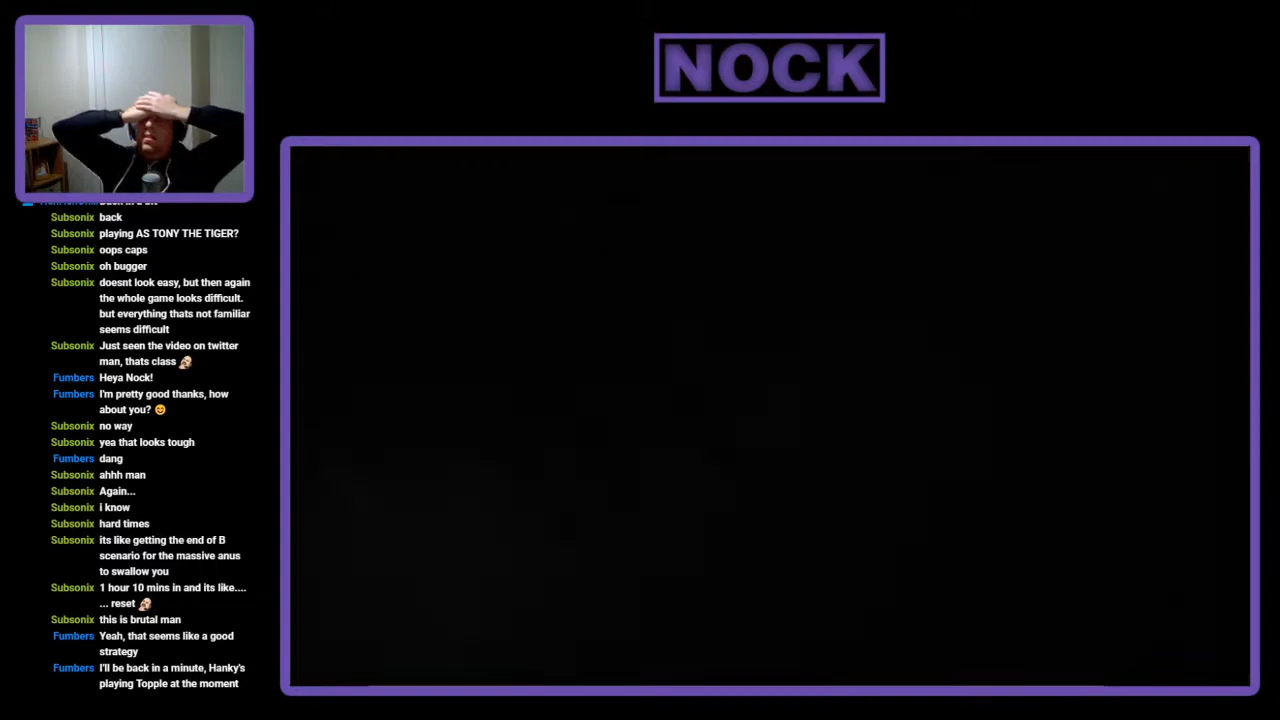 NOCK
Subsonix back
Subsonix playing AS TONY THE TIGER?
Subsonix oops caps
Subsonix oh bugger
Subsonix doesnt look easy, but then again
the whole game looks difficult.
but everything thats not familiar
seems difficult
Subsonix Just seen the video on twitter
man, thats class
Fumbers Heya Nock!
Fumbers I'm pretty good thanks, how
about you?
Subsonix no way
Subsonix yea that looks tough
Fumbers dang
Subsonix ahhh man
Subsonix Again...
Subsonix i know
Subsonix hard times
Subsonix its like getting the end of B
scenario for the massive anus
to swallow you
Subsonix 1 hour 10 mins in and its like....
... reset
Subsonix this is brutal man
Fumbers Yeah, that seems like a good
strategy
Fumbers I'll be back in a minute, Hanky's
playing Topple at the moment